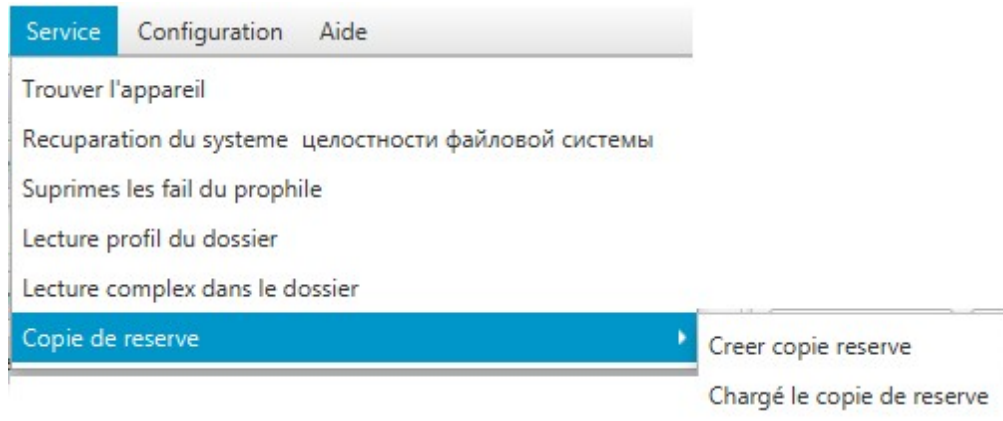 Service Configuration Aide
Trouver l'appareil
Recuparation du systeme целостности файловой системы
Suprimes les fail du prophile
Lecture profil du dossier
Lecture complex dans le dossier
Copie de reserve
Creer copie reserve
Chargé le copie de reserve